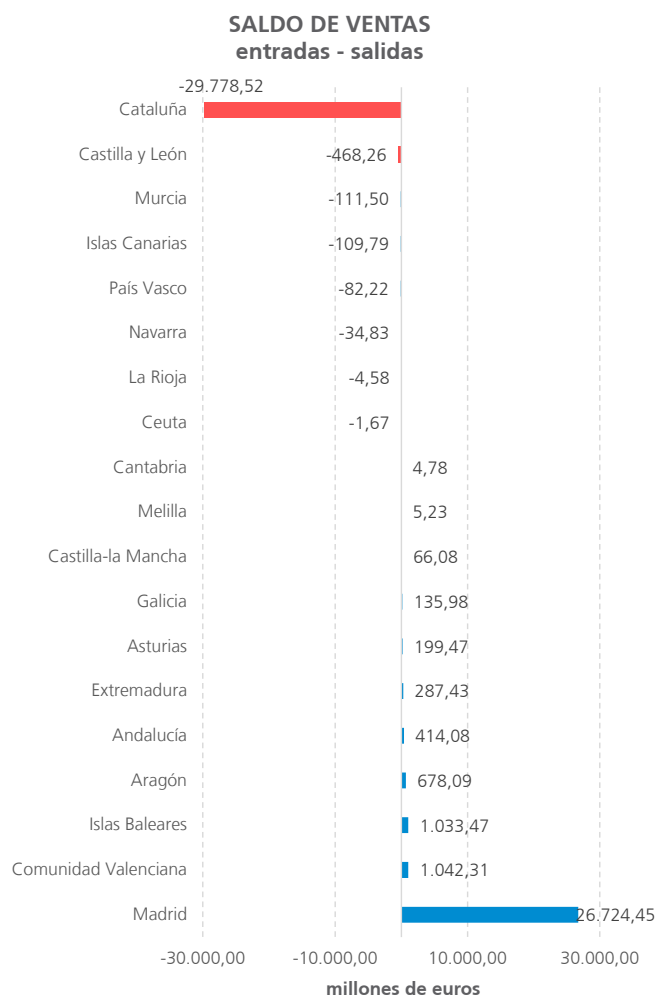 SALDO DE VENTAS
entradas - salidas
-29.778,52
Cataluña
Castilla y León -468,26
Murcia -111,50
Islas Canarias -109,79
País Vasco -82,22
Navarra -34,83
La Rioja -4,58
Ceuta -1,67
Cantabria 4,78
Melilla 5,23
Castilla-la Mancha 66,08
Galicia 135,98
Asturias 199,47
Extremadura 287,43
Andalucía 414,08
Aragón 678,09
Islas Baleares 1.033,47
Comunidad Valenciana 1.042,31
Madrid 26.724,45
-30.000,00 -10.000,00 10.000,00 30.000,00
millones de euros